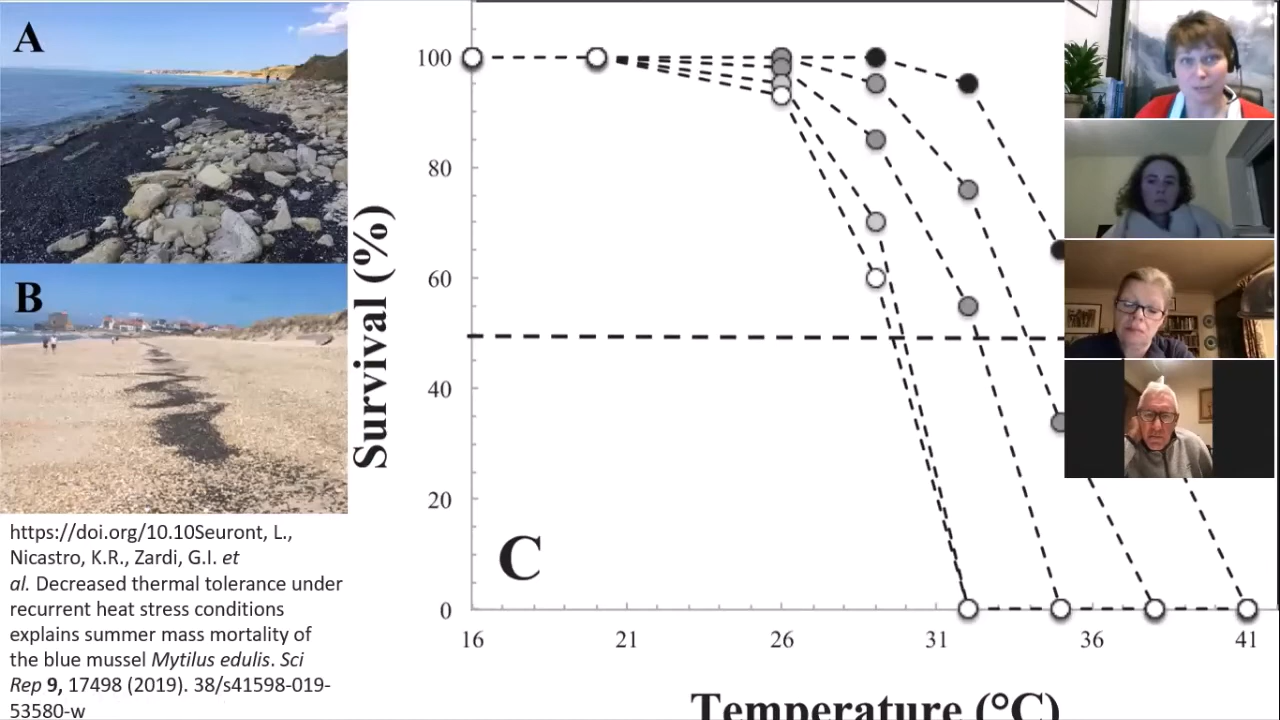 A
B
https://doi.org/10.10Seuront, L.,
Nicastro, K.R., Zardi, G.I. et
al. Decreased thermal tolerance under
recurrent heat stress conditions
explains summer mass mortality of
the blue mussel Mytilus edulis. Sci
Rep 9, 17498 (2019). 38/s41598-019-
53580-w
Survival (%)
100
80
60
40
20
0
C
16 21 26 31 36 41
Temperature (°C)